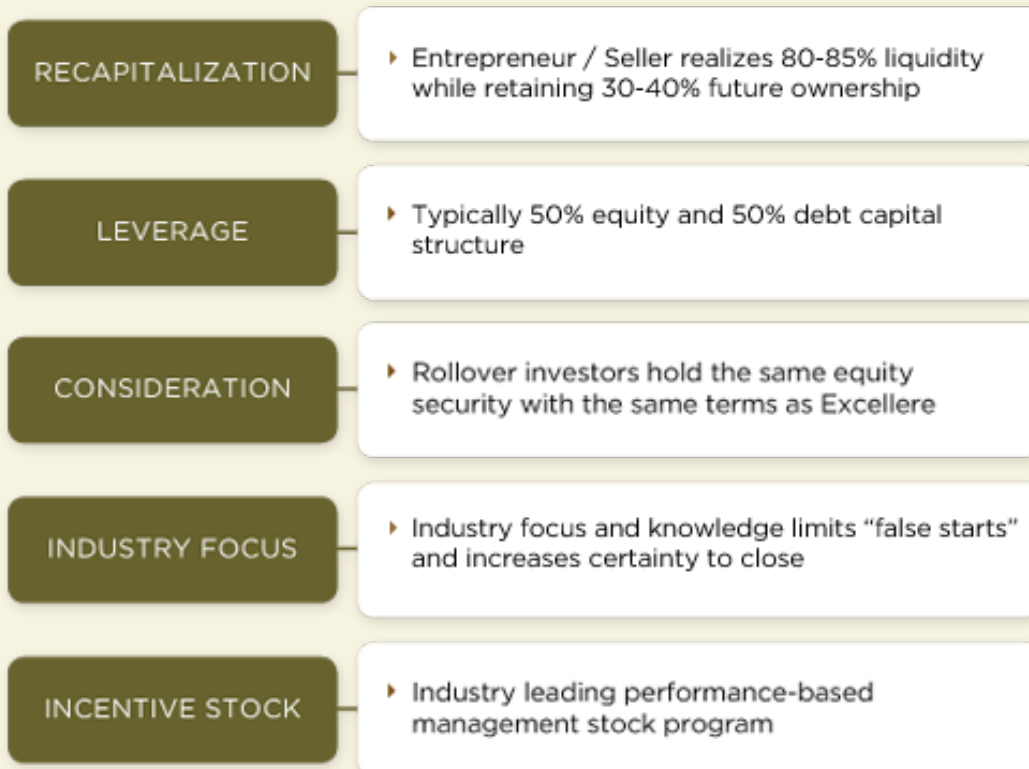 RECAPITALIZATION
Entrepreneur / Seller realizes 80-85% liquidity
while retaining 30-40% future ownership
LEVERAGE
Typically 50% equity and 50% debt capital
structure
CONSIDERATION
Rollover investors hold the same equity
security with the same terms as Excellere
INDUSTRY FOCUS
Industry focus and knowledge limits “false starts”
and increases certainty to close
INCENTIVE STOCK
Industry leading performance-based
management stock program